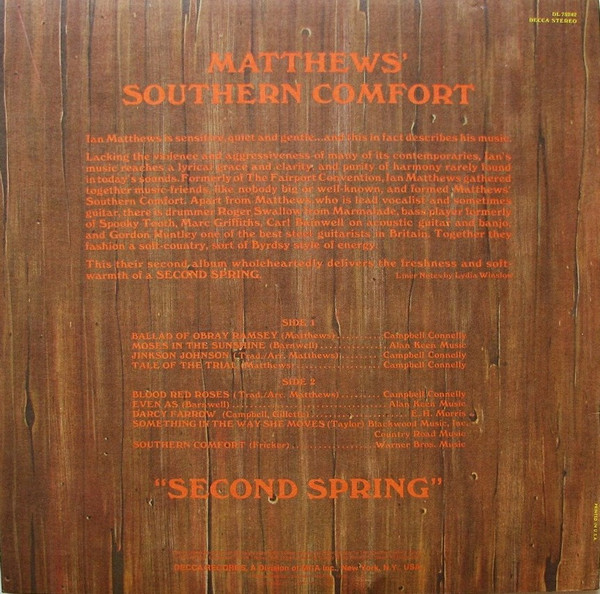 DL 75242
DECCA STEREO
MATTHEWS'
SOUTHERN COMFORT
Ian Matthews is sensitive, quiet and gentle...and this in fact describes his music.
Lacking the violence and aggressiveness of many of its contemporaries, Ian's
music reaches a lyrical grace and clarity, and purity of harmony rarely found
in today's sounds. Formerly of The Fairport Convention, Ian Matthews gathered
together music-friends, like nobody big or well-known, and formed Matthews'
Southern Comfort. Apart from Matthews, who is lead vocalist and sometimes
guitar, there is drummer Roger Swallow from Marmalade, bass player formerly
of Spooky Tooth, Marc Griffiths, Carl Barnwell on acoustic guitar and banjo,
and Gordon Huntley on one of the best steel guitars in Britain. Together they
fashion a soft-country, sort of Byrdsy style of energy.
This their second album wholeheartedly delivers the freshness and soft-
warmth of a SECOND SPRING.
Liner Notes by Lydia Winslow
SIDE 1
BALLAD OF OBRAY RAMSEY (Matthews)..........Campbell Connelly
MOSES IN THE SUNSHINE (Barnwell)..........Alan Keen Music
JINKSON JOHNSON (Trad./Arr. Matthews)..........Campbell Connelly
TALE OF THE TRIAL (Matthews)..........Campbell Connelly
SIDE 2
BLOOD RED ROSES (Trad./Arr. Matthews)..........Campbell Connelly
EVEN AS (Barnwell)..........Alan Keen Music
DARCY FARROW (Campbell, Gillette)..........E. H. Morris
SOMETHING IN THE WAY SHE MOVES (Taylor) Blackwood Music, Inc.
Country Road Music
SOUTHERN COMFORT (Fricker)..........Warner Bros. Music
"SECOND SPRING"
DECCA RECORDS, A Division of MCA Inc., New York, N.Y. USA
PRINTED IN U.S.A.